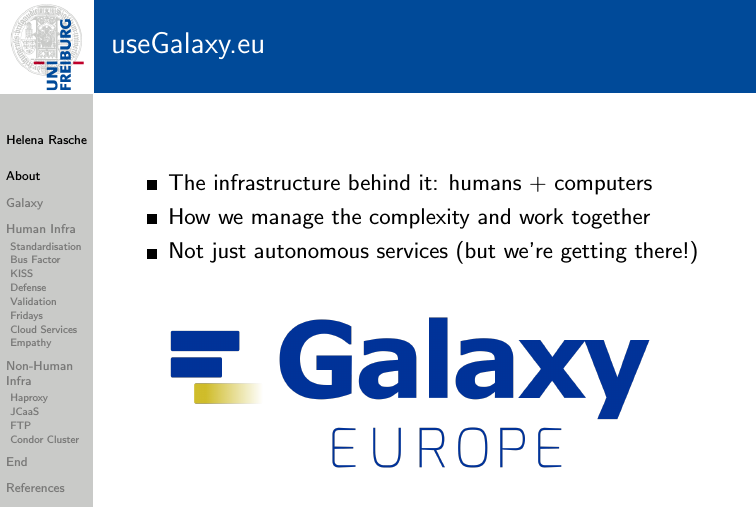 UNI
FREIBURG
useGalaxy.eu
Helena Rasche
About
Galaxy
Human Infra
Standardisation
Bus Factor
KISS
Defense
Validation
Fridays
Cloud Services
Empathy
Non-Human
Infra
Haproxy
JCaaS
FTP
Condor Cluster
End
References
The infrastructure behind it: humans + computers
How we manage the complexity and work together
Not just autonomous services (but we're getting there!)
Galaxy
EUROPE